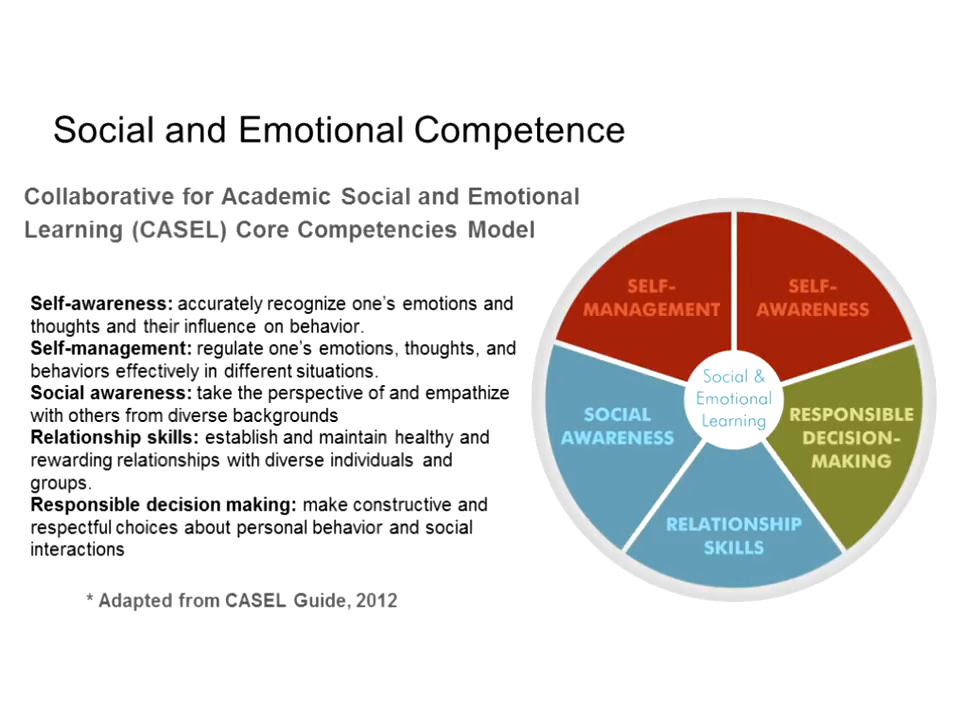 Social and Emotional Competence
Collaborative for Academic Social and Emotional
Learning (CASEL) Core Competencies Model
Self-awareness: accurately recognize one's emotions and
thoughts and their influence on behavior.
Self-management: regulate one's emotions, thoughts, and
behaviors effectively in different situations.
Social awareness: take the perspective of and empathize
with others from diverse backgrounds
Relationship skills: establish and maintain healthy and
rewarding relationships with diverse individuals and
groups.
Responsible decision making: make constructive and
respectful choices about personal behavior and social
interactions
* Adapted from CASEL Guide, 2012
SELF-
MANAGEMENT
SELF-
AWARENESS
SOCIAL
AWARENESS
Social &
Emotional
Learning
RESPONSIBLE
DECISION-
MAKING
RELATIONSHIP
SKILLS